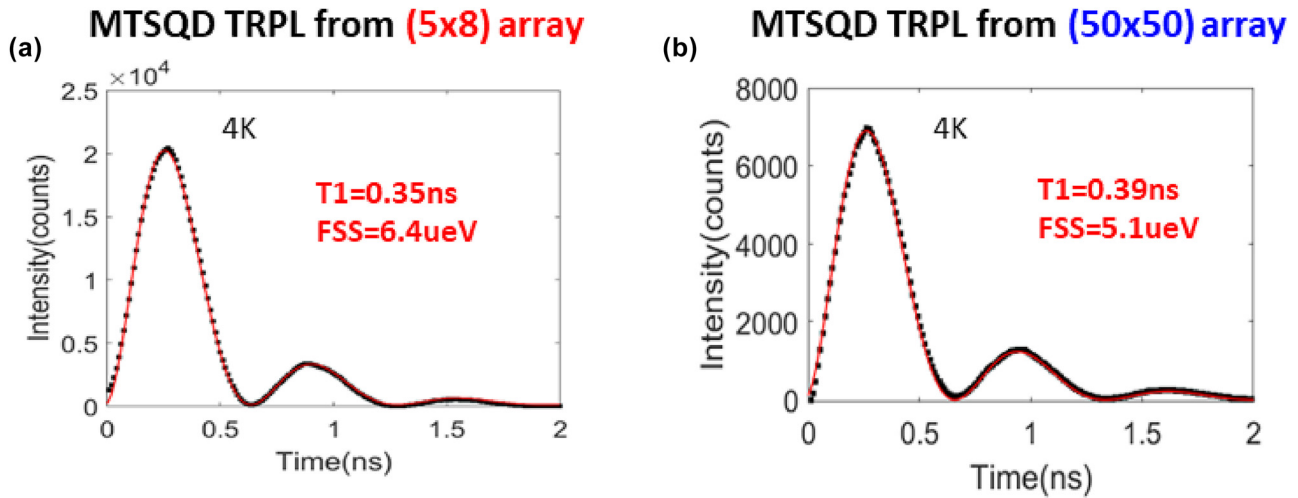 MTSQD TRPL from (5x8) array
(a)
×10⁴
2.5
2
1.5
1
0.5
0
4K
T1=0.35ns
FSS=6.4ueV
Intensity(counts)
0 0.5 1 1.5 2
Time(ns)
MTSQD TRPL from (50x50) array
(b)
8000
6000
4000
2000
0
4K
T1=0.39ns
FSS=5.1ueV
Intensity(counts)
0 0.5 1 1.5 2
Time(ns)